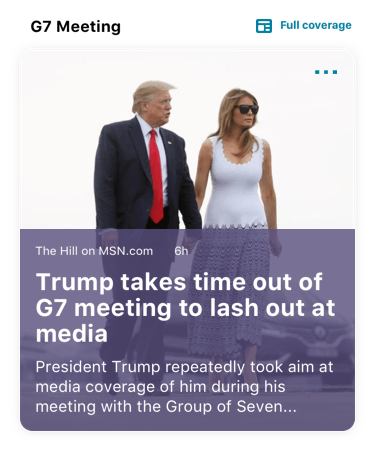 G7 Meeting
Full coverage
The Hill on MSN.com 6h
Trump takes time out of
G7 meeting to lash out at
media
President Trump repeatedly took aim at
media coverage of him during his
meeting with the Group of Seven...